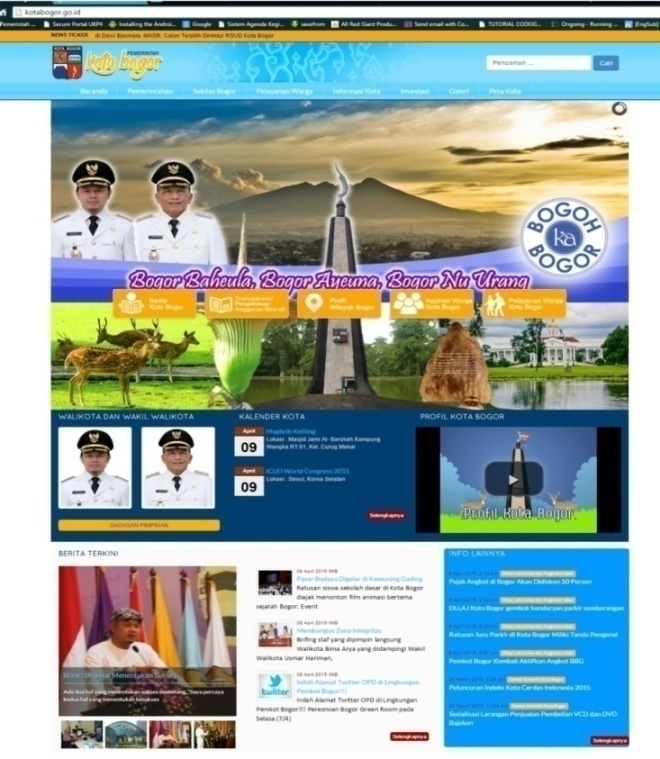 kotabogor.go.id
Secure Portal UKP4
Installing the Androi...
Google
Sistem Agenda Kegi...
savefrom
All Red Giant Produ...
Send email with Co...
TUTORIAL CODEIG...
Ongoing - Running ...
[EngSub]
NEWS TICKER
dr Dewi Basmala, MASR, Calon Terpilih Direktur RSUD Kota Bogor
KOTA BOGOR
PEMERINTAH
kota bogor
Pencarian ...
Cari
Beranda
Pemerintahan
Sekilas Bogor
Pelayanan Warga
Informasi Kota
Investasi
Galeri
Peta Kota
BOGOH
ka
BOGOR
Bogor Baheula, Bogor Ayeuna, Bogor Nu Urang
Berita
Kota Bogor
Transparansi
Pengelolaan
Anggaran Daerah
Profil
Wilayah Bogor
Aspirasi Warga
Kota Bogor
Pelayanan Warga
Kota Bogor
WALIKOTA DAN WAKIL WALIKOTA
GAGASAN PIMPINAN
KALENDER KOTA
April
09
Maghrib Keliling
Lokasi : Masjid Jami Al- Barokah Kampung
Wangka RT 01, Kel. Curug Mekar
April
09
ICLEI World Congress 2015
Lokasi : Seoul, Korea Selatan
Selengkapnya
PROFIL KOTA BOGOR
Profil Kota Bogor
BERITA TERKINI
Bima : Dua Hal Menentukan Sukses
Ada dua hal yang menentukan sukses seseorang. "Saya percaya
kedua hal yang menentukan kesukses
08 April 2015 WIB
Pasar Budaya Digelar di Kemuning Gading
Ratusan siswa sekolah dasar di Kota Bogor
diajak menonton film animasi bertema
sejarah Bogor. Event
08 April 2015 WIB
Membangun Zona Integritas
Briefing staf yang dipimpin langsung
Walikota Bima Arya yang didampingi Wakil
Walikota Usmar Hariman,
08 April 2015 WIB
Inilah Alamat Twitter OPD di Lingkungan
Pemkot Bogor!!!
Inilah Alamat Twitter OPD di Lingkungan
Pemkot Bogor!!! Peresmian Bogor Green Room pada
Selasa (7/4)
twitter
Selengkapnya
INFO LAINNYA
Pajak Angkot di Bogor Akan Didiskon 50 Persen
DLLAJ Kota Bogor gembok kendaraan parkir sembarangan
Ratusan Juru Parkir di Kota Bogor Miliki Tanda Pengenal
Pemkot Bogor Kembali Aktifkan Angkot BBG
Peluncuran Indeks Kota Cerdas Indonesia 2015
Sosialisasi Larangan Penjualan Pembelian VCD dan DVD
Bajakan
Selengkapnya